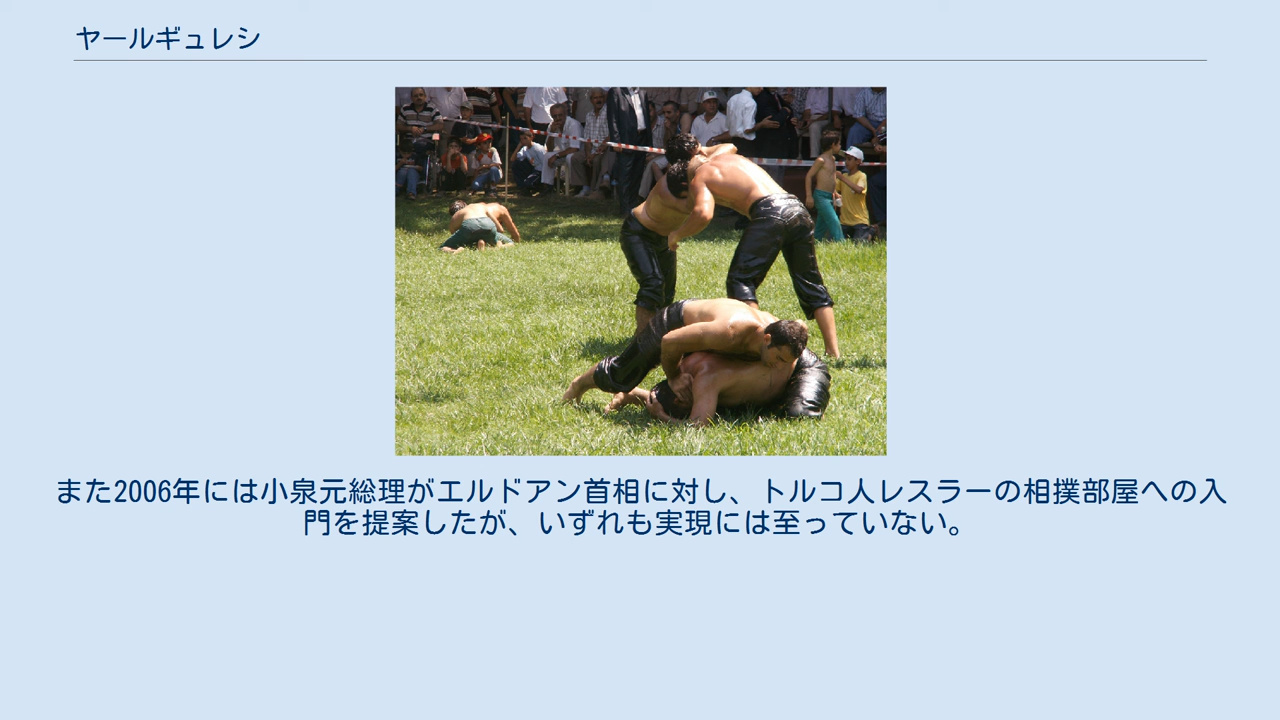 ヤールギュレシ
また2006年には小泉元総理がエルドアン首相に対し、トルコ人レスラーの相撲部屋への入
門を提案したが、いずれも実現には至っていない。